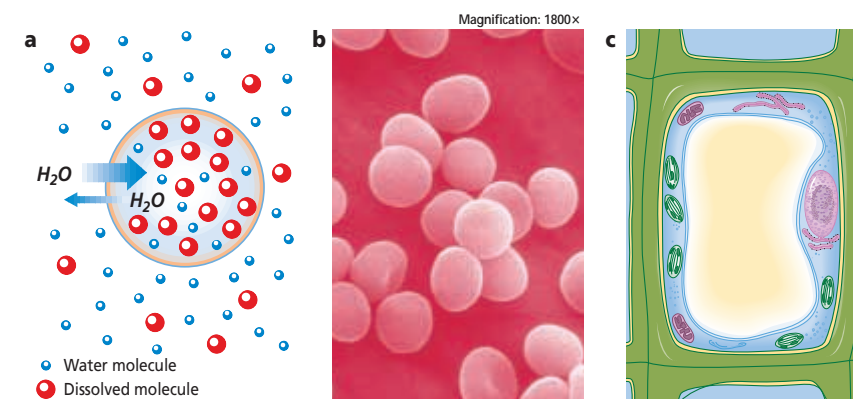 Magnification: 1800×
a
b
c
H₂O
H₂O
Water molecule
Dissolved molecule